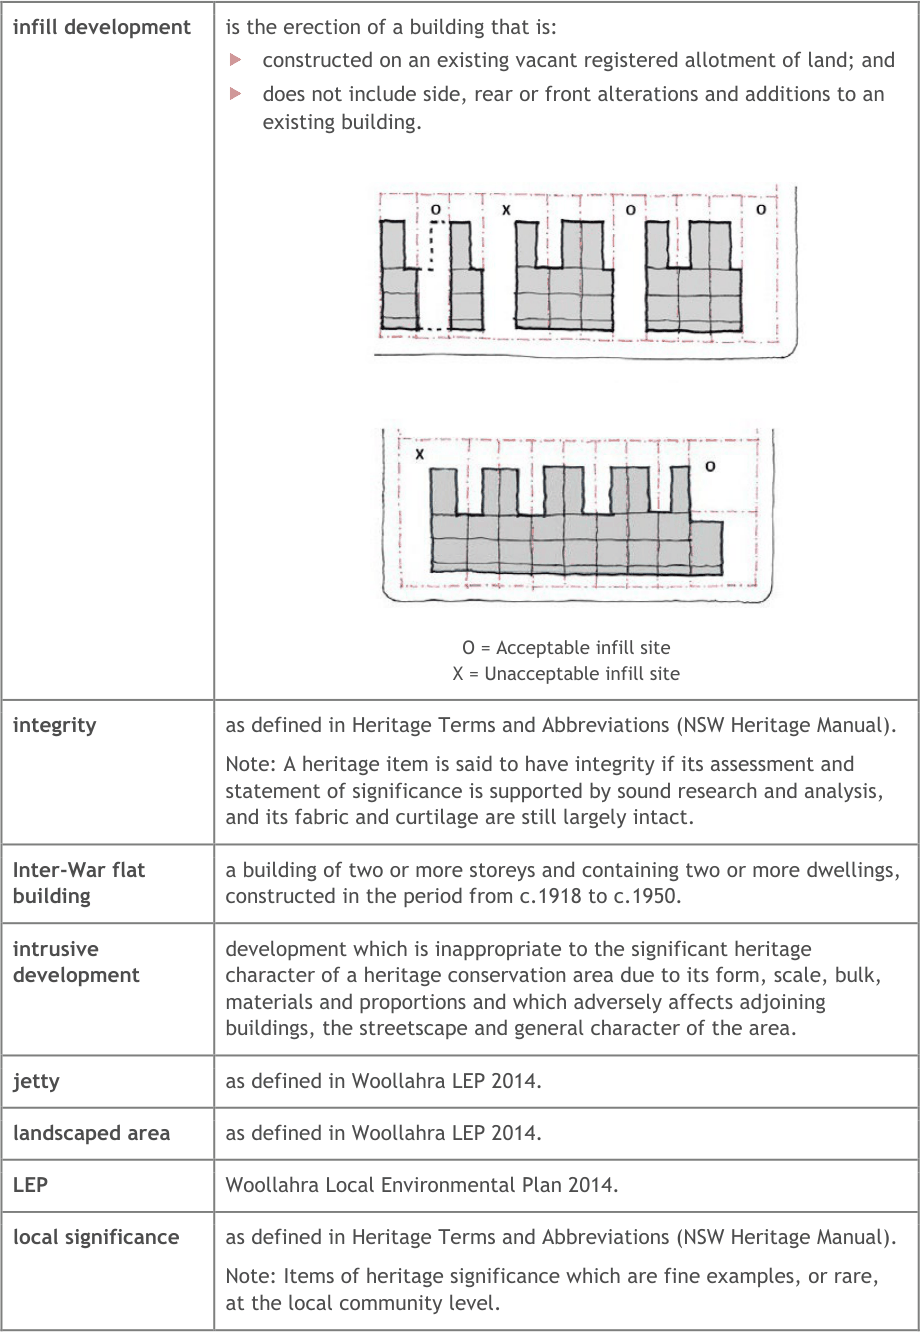 infill development
is the erection of a building that is:
constructed on an existing vacant registered allotment of land; and
does not include side, rear or front alterations and additions to an
existing building.
O X O O
X O
O = Acceptable infill site
X = Unacceptable infill site
integrity
as defined in Heritage Terms and Abbreviations (NSW Heritage Manual).
Note: A heritage item is said to have integrity if its assessment and
statement of significance is supported by sound research and analysis,
and its fabric and curtilage are still largely intact.
Inter-War flat
building
a building of two or more storeys and containing two or more dwellings,
constructed in the period from c.1918 to c.1950.
intrusive
development
development which is inappropriate to the significant heritage
character of a heritage conservation area due to its form, scale, bulk,
materials and proportions and which adversely affects adjoining
buildings, the streetscape and general character of the area.
jetty
as defined in Woollahra LEP 2014.
landscaped area
as defined in Woollahra LEP 2014.
LEP
Woollahra Local Environmental Plan 2014.
local significance
as defined in Heritage Terms and Abbreviations (NSW Heritage Manual).
Note: Items of heritage significance which are fine examples, or rare,
at the local community level.